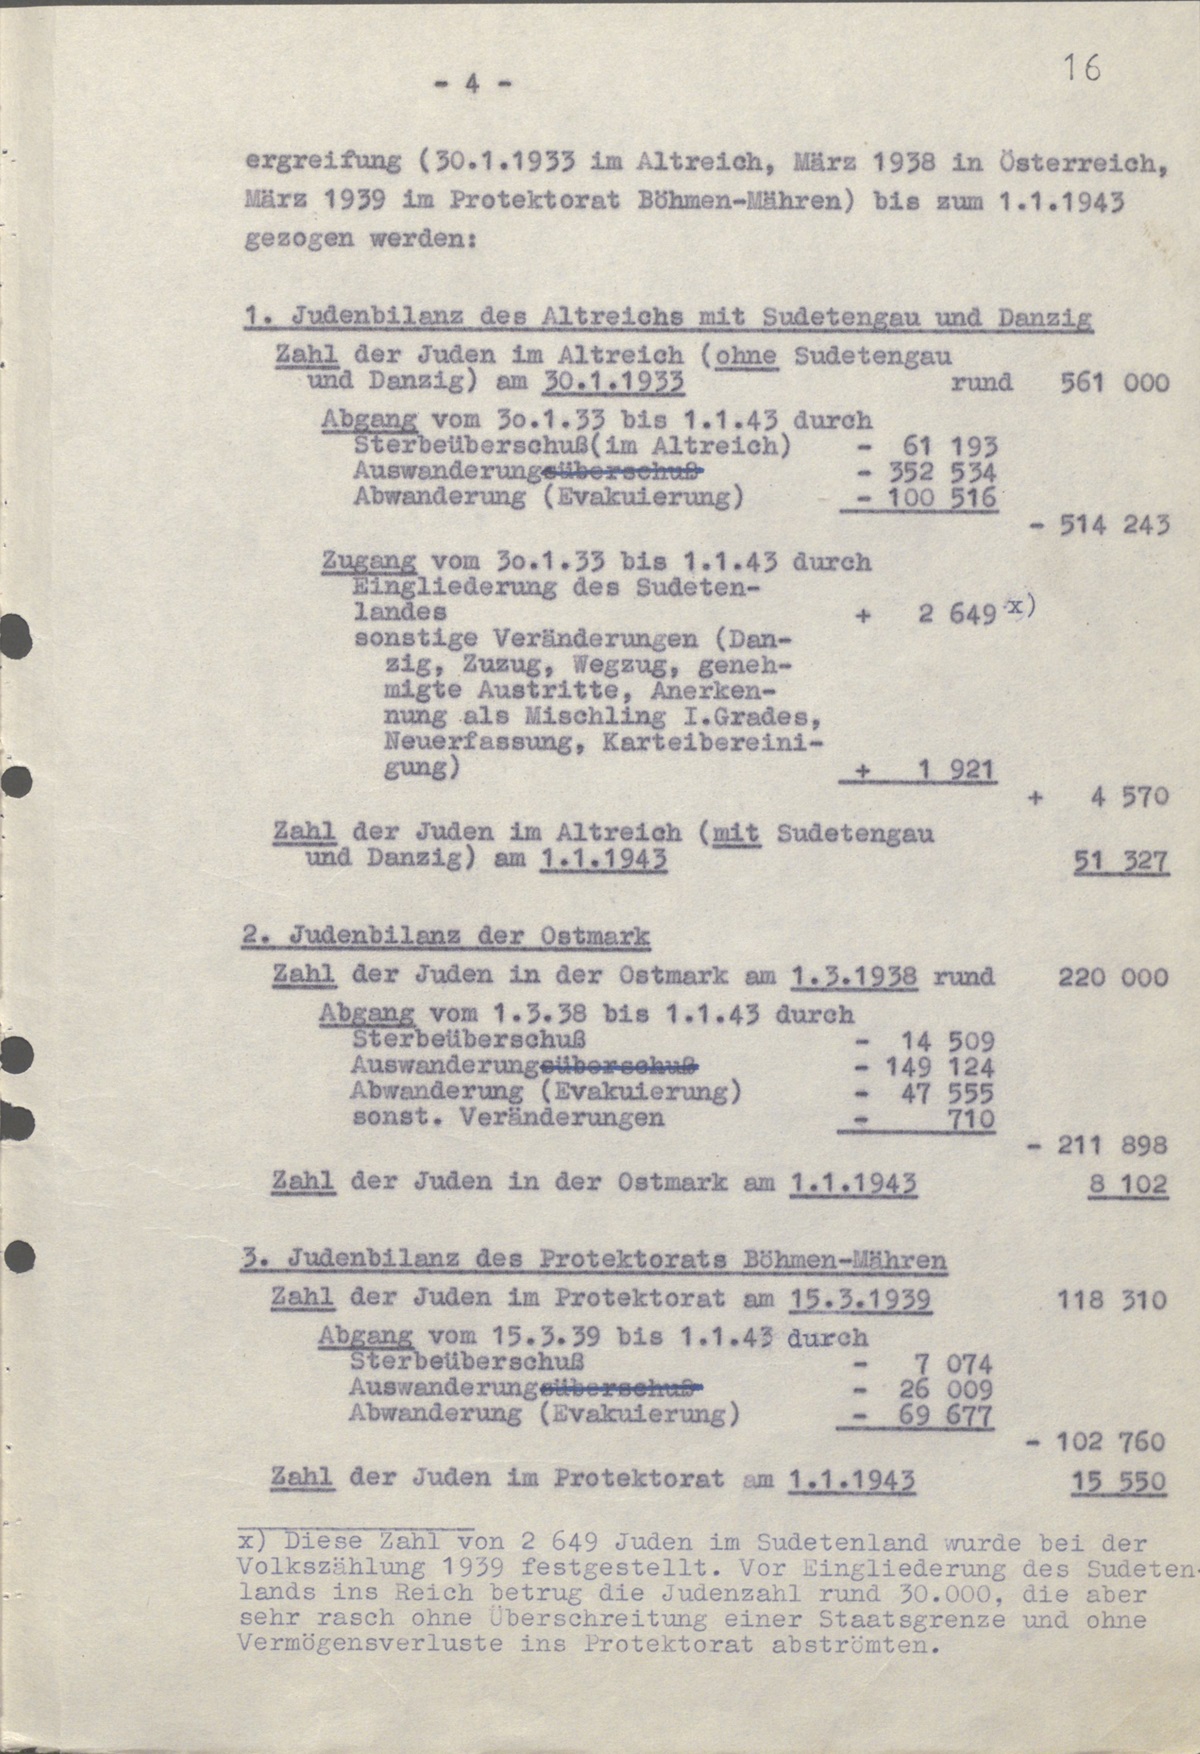 16
- 4 -
ergreifung (30.1.1933 im Altreich, März 1938 in Österreich,
März 1939 im Protektorat Böhmen-Mähren) bis zum 1.1.1943
gezogen werden:
1. Judenbilanz des Altreichs mit Sudetengau und Danzig
Zahl der Juden im Altreich (ohne Sudetengau
und Danzig) am 30.1.1933 rund 561 000
Abgang vom 3o.1.33 bis 1.1.43 durch
Sterbeüberschuß(im Altreich) - 61 193
Auswanderungsüberschuß - 352 534
Abwanderung (Evakuierung) - 100 516
- 514 243
Zugang vom 3o.1.33 bis 1.1.43 durch
Eingliederung des Sudeten-
landes + 2 649 x)
sonstige Veränderungen (Dan-
zig, Zuzug, Wegzug, geneh-
migte Austritte, Anerken-
nung als Mischling I.Grades,
Neuerfassung, Karteibereini-
gung) + 1 921
+ 4 570
Zahl der Juden im Altreich (mit Sudetengau
und Danzig) am 1.1.1943 51 327
2. Judenbilanz der Ostmark
Zahl der Juden in der Ostmark am 1.3.1938 rund 220 000
Abgang vom 1.3.38 bis 1.1.43 durch
Sterbeüberschuß - 14 509
Auswanderungsüberschuß - 149 124
Abwanderung (Evakuierung) - 47 555
sonst. Veränderungen - 710
- 211 898
Zahl der Juden in der Ostmark am 1.1.1943 8 102
3. Judenbilanz des Protektorats Böhmen-Mähren
Zahl der Juden im Protektorat am 15.3.1939 118 310
Abgang vom 15.3.39 bis 1.1.43 durch
Sterbeüberschuß - 7 074
Auswanderungsüberschuß - 26 009
Abwanderung (Evakuierung) - 69 677
- 102 760
Zahl der Juden im Protektorat am 1.1.1943 15 550
x) Diese Zahl von 2 649 Juden im Sudetenland wurde bei der
Volkszählung 1939 festgestellt. Vor Eingliederung des Sudeten-
lands ins Reich betrug die Judenzahl rund 30.000, die aber
sehr rasch ohne Überschreitung einer Staatsgrenze und ohne
Vermögensverluste ins Protektorat abströmten.